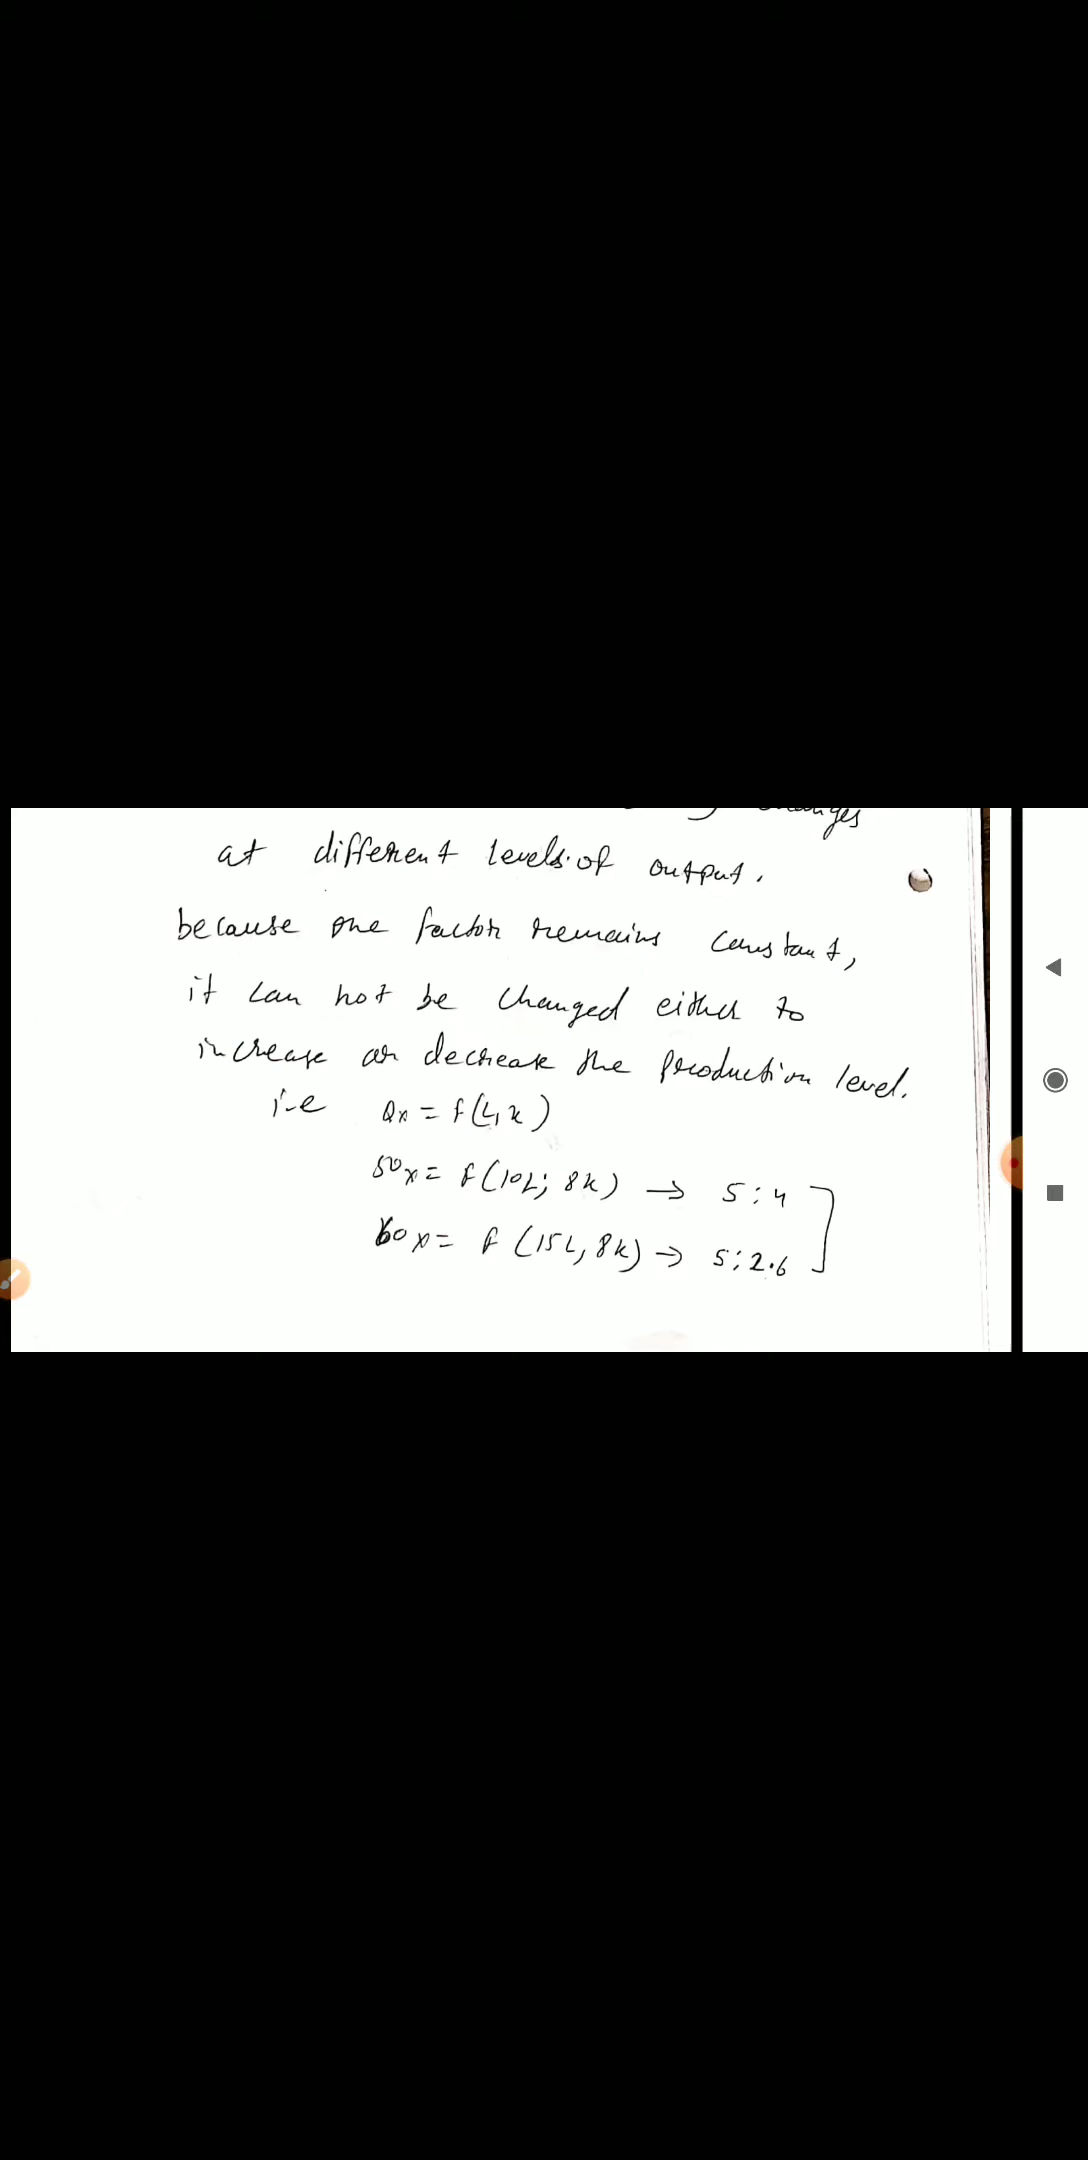 changes
at different levels of output.
because one factor remains constant,
it can not be changed either to
increase or decrease the production level.
i-e Qx = f(L, K)
50x = f(10L; 8K) → 5:4
60x = f(15L, 8K) → 5:2.6